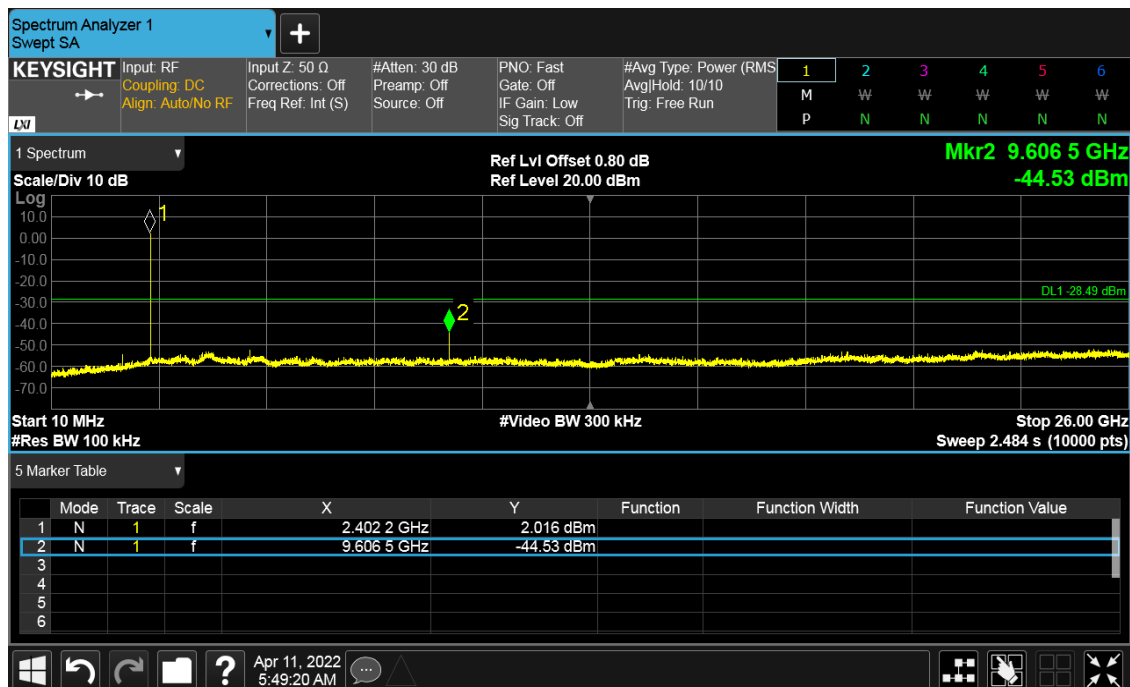 Spectrum Analyzer 1
Swept SA
+
KEYSIGHT Input: RF Input Z: 50 Ω #Atten: 30 dB PNO: Fast #Avg Type: Power (RMS 1 2 3 4 5 6
Coupling: DC Corrections: Off Preamp: Off Gate: Off Avg|Hold: 10/10 M W W W W W
Align: Auto/No RF Freq Ref: Int (S) Source: Off IF Gain: Low Trig: Free Run
LXI Sig Track: Off P N N N N N
1 Spectrum Ref Lvl Offset 0.80 dB Mkr2 9.606 5 GHz
Scale/Div 10 dB Ref Level 20.00 dBm -44.53 dBm
Log
10.0
0.00
-10.0
-20.0
-30.0
-40.0
-50.0
-60.0
-70.0
1
DL1 -28.49 dBm
2
Start 10 MHz #Video BW 300 kHz Stop 26.00 GHz
#Res BW 100 kHz Sweep 2.484 s (10000 pts)
5 Marker Table
Mode Trace Scale X Y Function Function Width Function Value
1 N 1 f 2.402 2 GHz 2.016 dBm
2 N 1 f 9.606 5 GHz -44.53 dBm
3
4
5
6
? Apr 11, 2022
5:49:20 AM